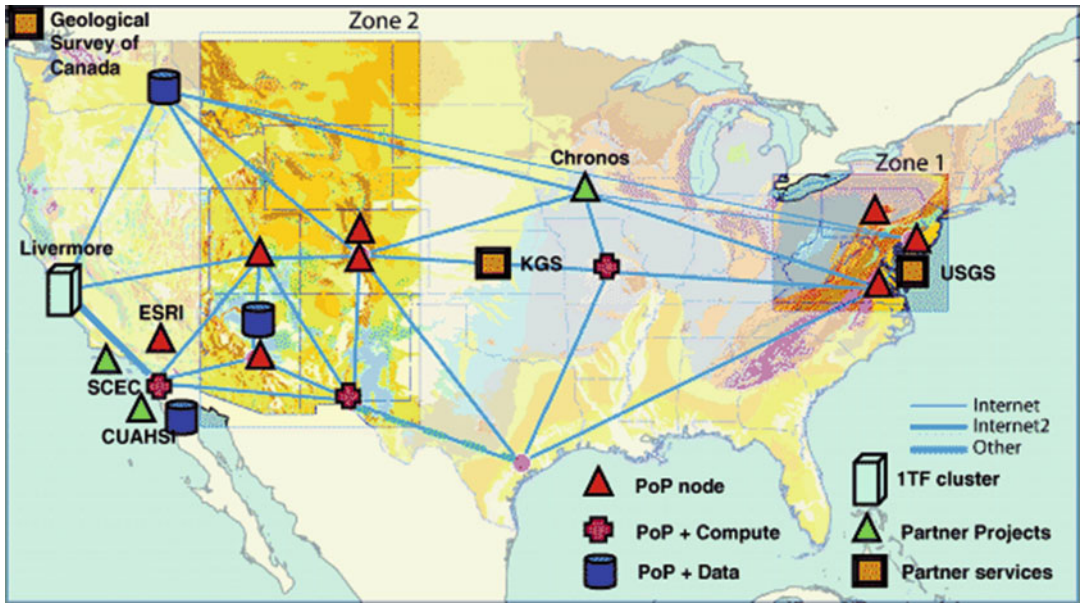 Geological
Survey of
Canada
Zone 2
Chronos
Zone 1
Livermore
KGS
USGS
ESRI
SCEC
CUAHSI
Internet
Internet2
Other
PoP node
1TF cluster
PoP + Compute
Partner Projects
PoP + Data
Partner services